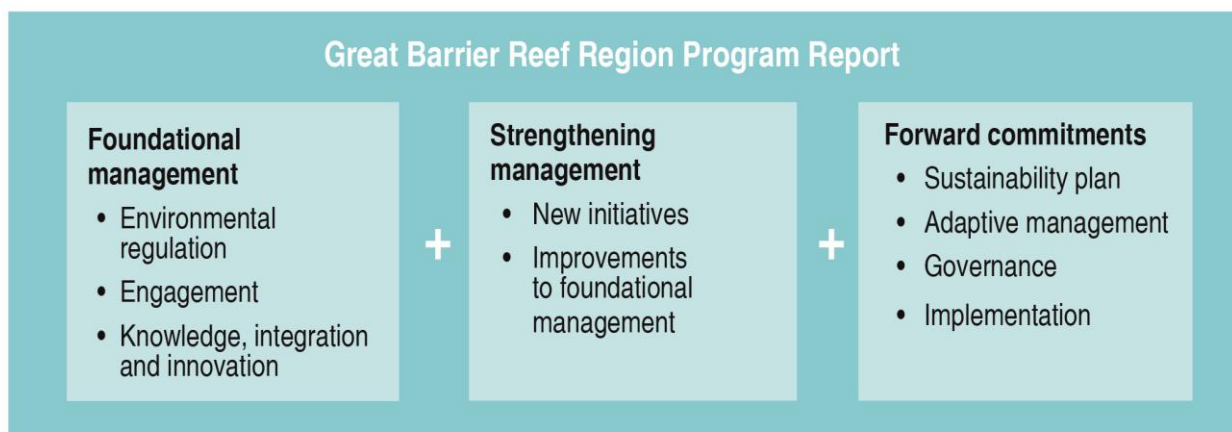 Great Barrier Reef Region Program Report
Foundational
management
• Environmental
regulation
• Engagement
• Knowledge, integration
and innovation
+
Strengthening
management
• New initiatives
• Improvements
to foundational
management
+
Forward commitments
• Sustainability plan
• Adaptive management
• Governance
• Implementation